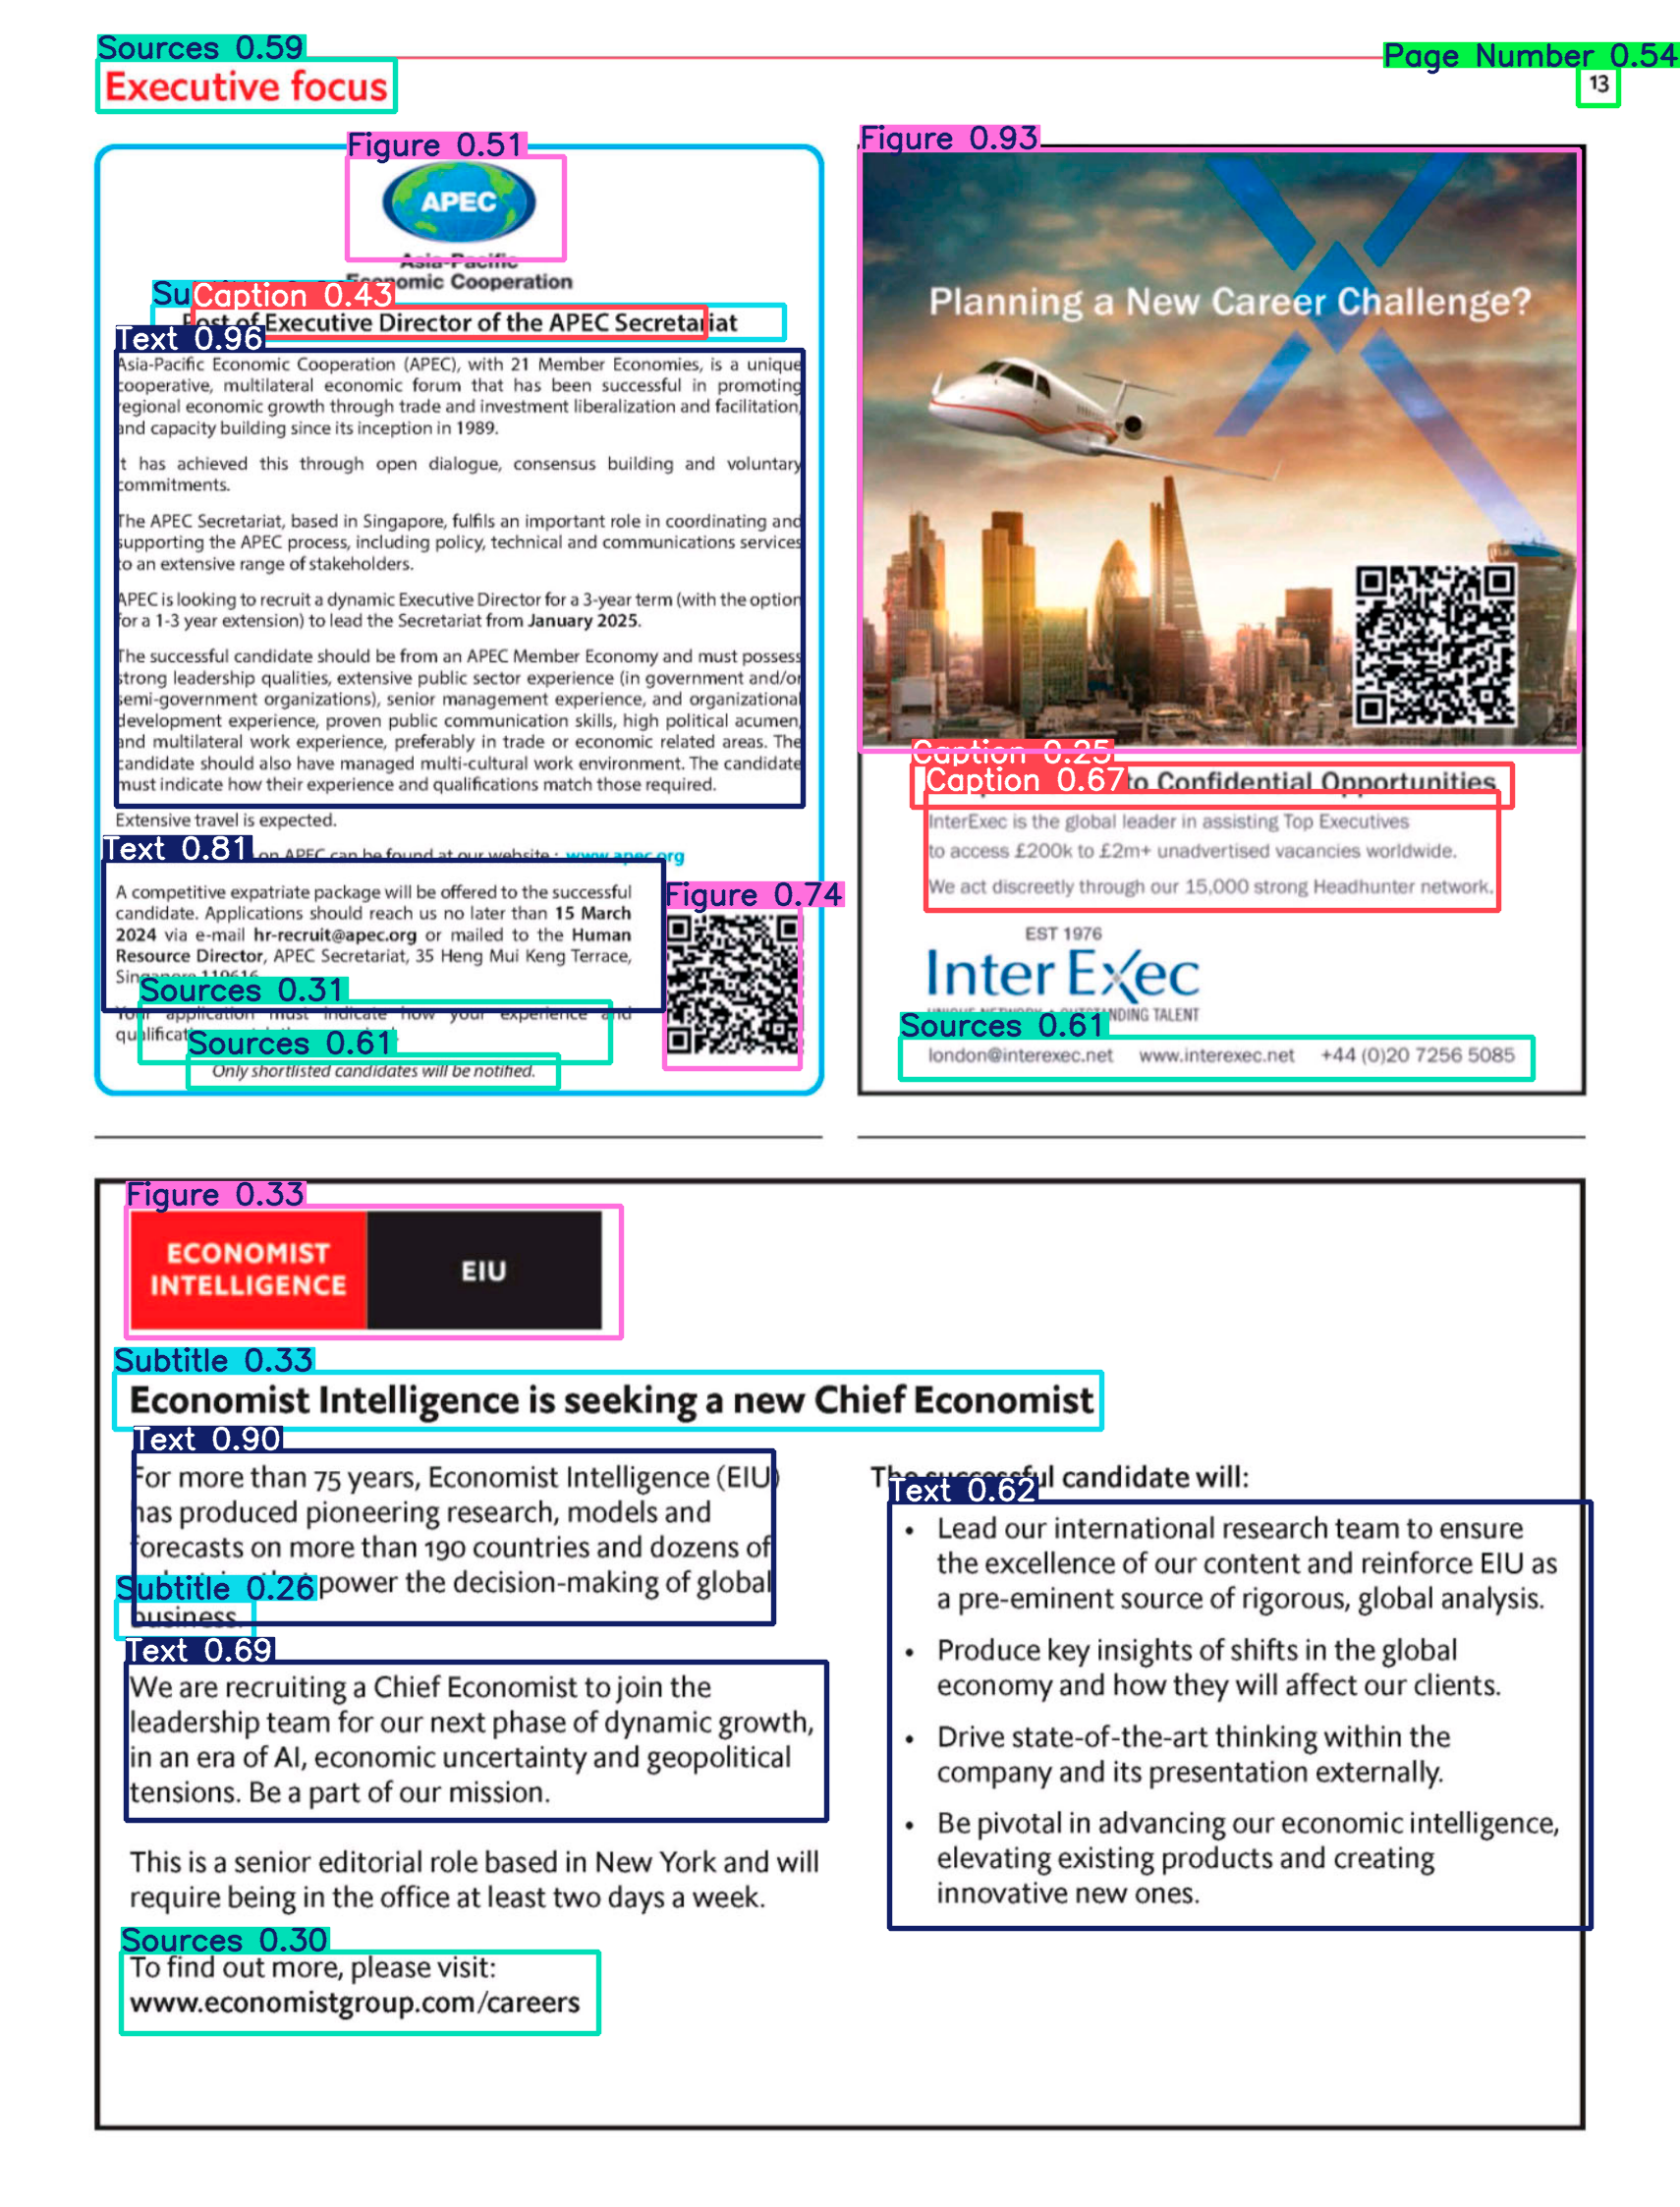 Sources 0.59
Executive focus
Page Number 0.54
13
Figure 0.51
APEC
Asia-Pacific
Economic Cooperation
Caption 0.43
Post of Executive Director of the APEC Secretariat
Text 0.96
Asia-Pacific Economic Cooperation (APEC), with 21 Member Economies, is a unique
cooperative, multilateral economic forum that has been successful in promoting
regional economic growth through trade and investment liberalization and facilitation,
and capacity building since its inception in 1989.
It has achieved this through open dialogue, consensus building and voluntary
commitments.
The APEC Secretariat, based in Singapore, fulfils an important role in coordinating and
supporting the APEC process, including policy, technical and communications services
to an extensive range of stakeholders.
APEC is looking to recruit a dynamic Executive Director for a 3-year term (with the option
for a 1-3 year extension) to lead the Secretariat from January 2025.
The successful candidate should be from an APEC Member Economy and must possess
strong leadership qualities, extensive public sector experience (in government and/or
semi-government organizations), senior management experience, and organizational
development experience, proven public communication skills, high political acumen,
and multilateral work experience, preferably in trade or economic related areas. The
candidate should also have managed multi-cultural work environment. The candidate
must indicate how their experience and qualifications match those required.
Extensive travel is expected.
Text 0.81
on APEC can be found at our website : www.apec.org
A competitive expatriate package will be offered to the successful
candidate. Applications should reach us no later than 15 March
2024 via e-mail hr-recruit@apec.org or mailed to the Human
Resource Director, APEC Secretariat, 35 Heng Mui Keng Terrace,
Singapore 119616
Sources 0.31
Your application must indicate how your experience and
Sources 0.61
Only shortlisted candidates will be notified.
Figure 0.74
Figure 0.93
Planning a New Career Challenge?
Caption 0.25
Caption 0.67
to Confidential Opportunities
InterExec is the global leader in assisting Top Executives
to access £200k to £2m+ unadvertised vacancies worldwide.
We act discreetly through our 15,000 strong Headhunter network.
EST 1976
InterExec
TALENT
Sources 0.61
london@interexec.net www.interexec.net +44 (0)20 7256 5085
Figure 0.33
ECONOMIST
INTELLIGENCE
EIU
Subtitle 0.33
Economist Intelligence is seeking a new Chief Economist
Text 0.90
For more than 75 years, Economist Intelligence (EIU)
has produced pioneering research, models and
forecasts on more than 190 countries and dozens of
Subtitle 0.26
power the decision-making of global
business.
Text 0.69
We are recruiting a Chief Economist to join the
leadership team for our next phase of dynamic growth,
in an era of AI, economic uncertainty and geopolitical
tensions. Be a part of our mission.
This is a senior editorial role based in New York and will
require being in the office at least two days a week.
Sources 0.30
To find out more, please visit:
www.economistgroup.com/careers
The successful candidate will:
Text 0.62
• Lead our international research team to ensure
the excellence of our content and reinforce EIU as
a pre-eminent source of rigorous, global analysis.
• Produce key insights of shifts in the global
economy and how they will affect our clients.
• Drive state-of-the-art thinking within the
company and its presentation externally.
• Be pivotal in advancing our economic intelligence,
elevating existing products and creating
innovative new ones.